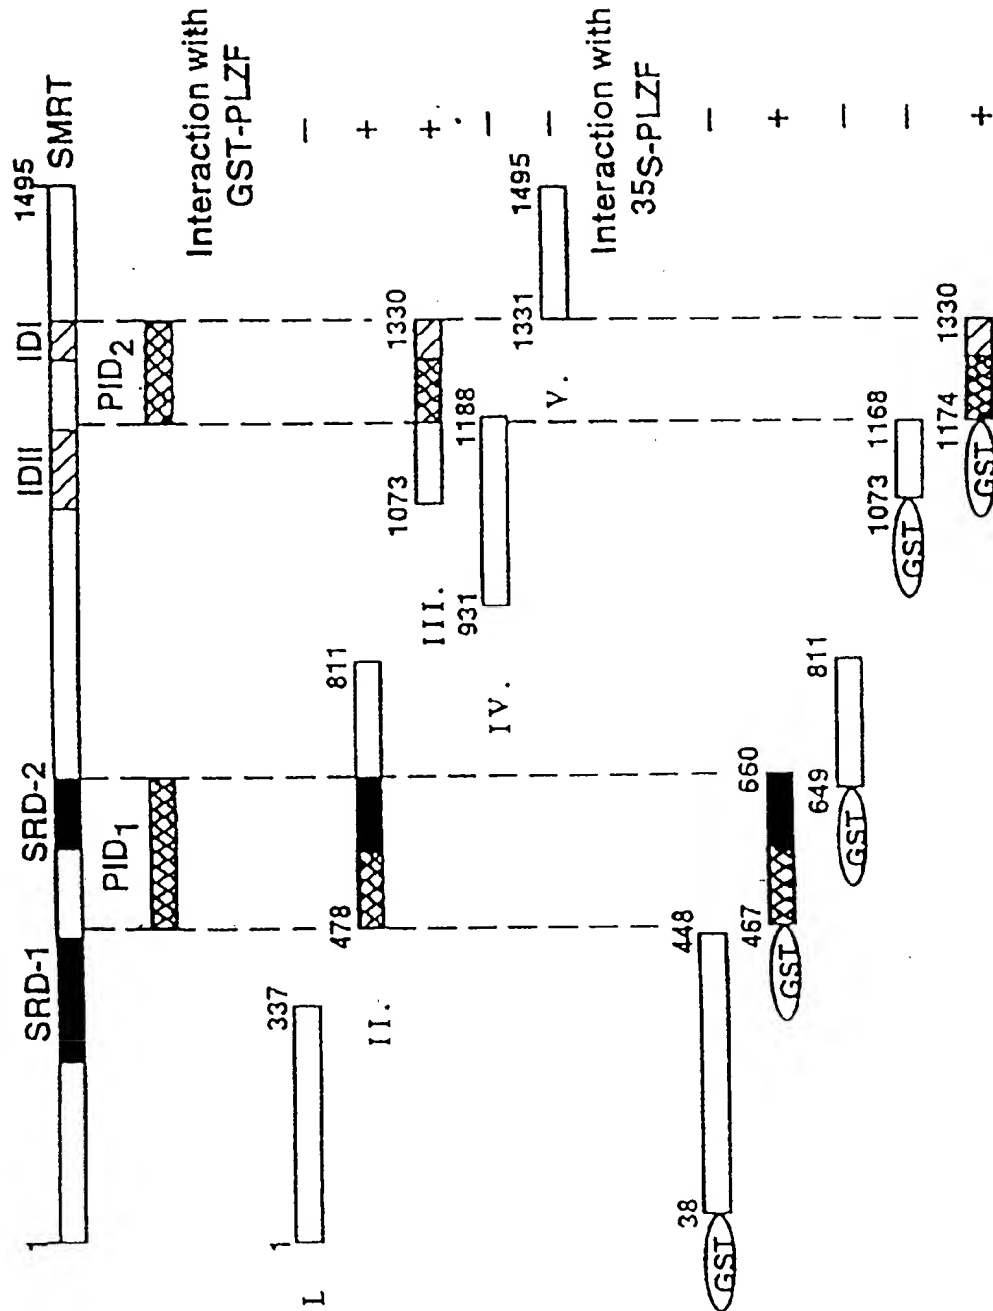 SRD-1 SRD-2 IDII IDI
1 1495 SMRT
PID1 PID2
Interaction with
GST-PLZF
I. 1 337 −
II. 478 811 +
III. 1073 1330 +
IV. 931 1188 −
V. 1331 1495 −
Interaction with
35S-PLZF
GST 38 448 −
GST 467 660 +
GST 649 811 −
GST 1073 1168 −
GST 1174 1330 +